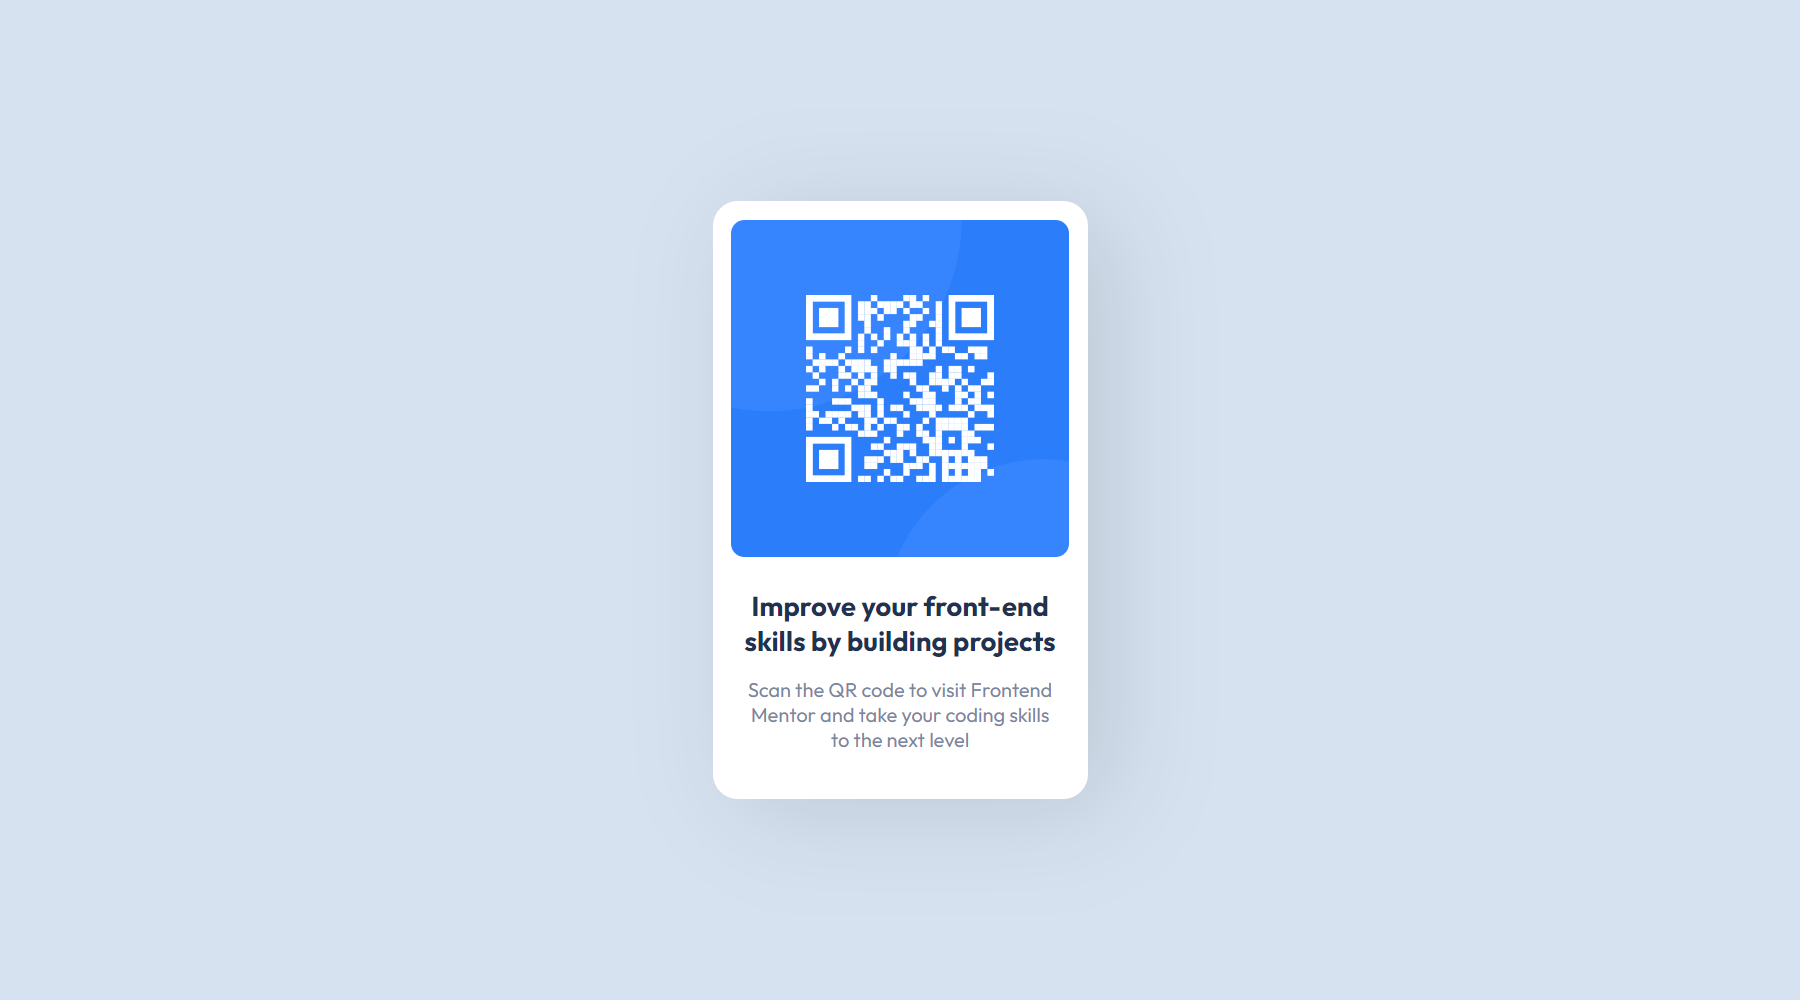 Improve your front-end
skills by building projects
Scan the QR code to visit Frontend
Mentor and take your coding skills
to the next level